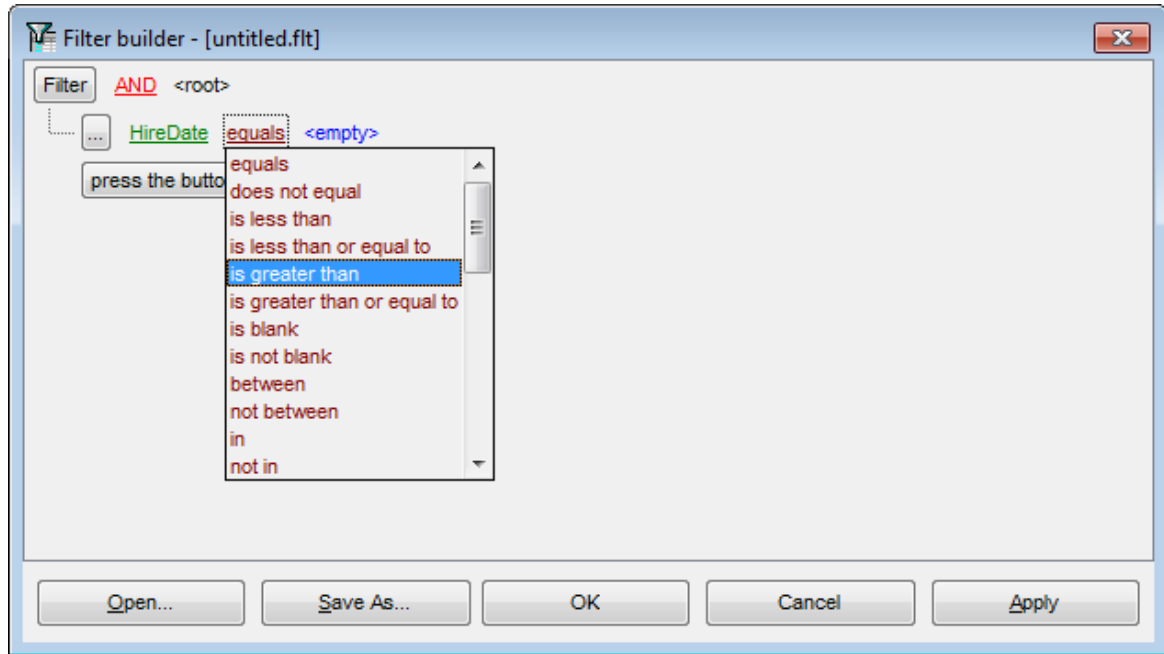 Filter builder - [untitled.flt]
Filter AND <root>
... HireDate equals <empty>
press the butto
equals
does not equal
is less than
is less than or equal to
is greater than
is greater than or equal to
is blank
is not blank
between
not between
in
not in
Open... Save As... OK Cancel Apply